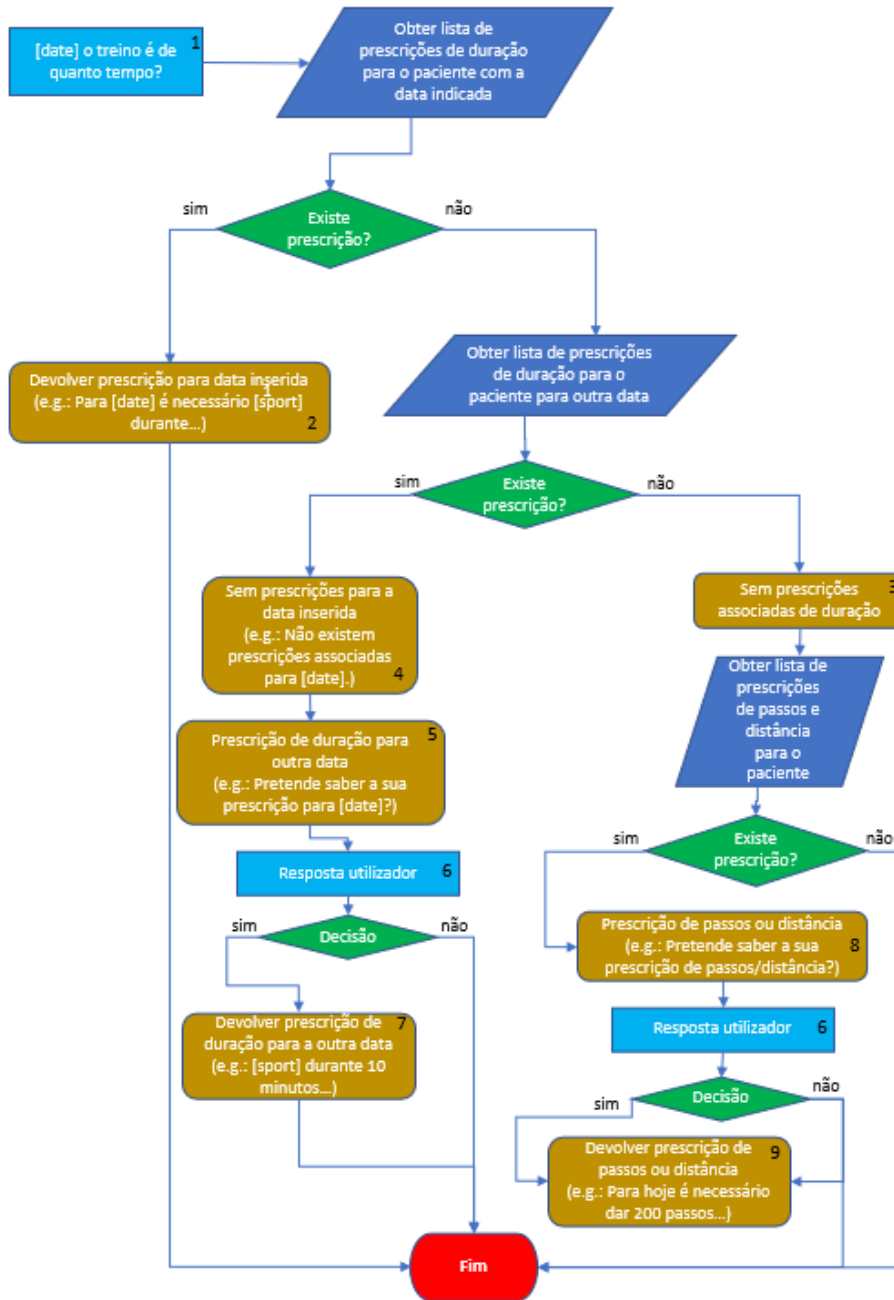 [date] o treino é de
quanto tempo?
1
Obter lista de
prescrições de duração
para o paciente com a
data indicada
sim
Existe
prescrição?
não
Devolver prescrição para data inserida
1
(e.g.: Para [date] é necessário [sport]
durante...)
2
Obter lista de prescrições
de duração para o
paciente para outra data
sim
Existe
prescrição?
não
Sem prescrições para a
data inserida
(e.g.: Não existem
prescrições associadas
para [date].)
4
Sem prescrições
associadas de duração
3
Prescrição de duração para
outra data
(e.g.: Pretende saber a sua
prescrição para [date]?)
5
Obter lista de
prescrições
de passos e
distância
para o
paciente
sim
Existe
prescrição?
não
Resposta utilizador
6
sim
Decisão
não
Prescrição de passos ou distância
(e.g.: Pretende saber a sua
prescrição de passos/distância?)
8
Devolver prescrição de
duração para a outra data
(e.g.: [sport] durante 10
minutos...)
7
Resposta utilizador
6
sim
Decisão
não
Devolver prescrição de
passos ou distância
(e.g.: Para hoje é necessário
dar 200 passos...)
9
Fim